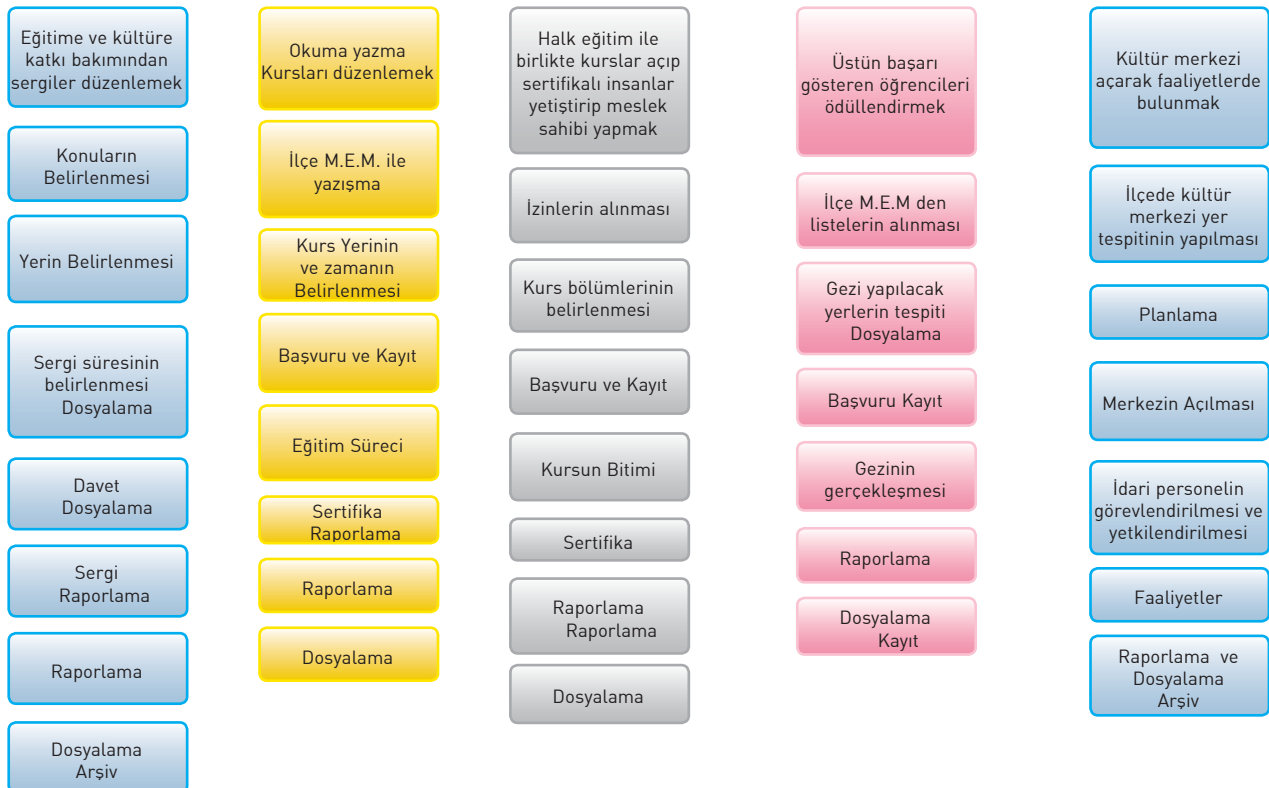 Eğitime ve kültüre
katkı bakımından
sergiler düzenlemek
Konuların
Belirlenmesi
Yerin Belirlenmesi
Sergi süresinin
belirlenmesi
Dosyalama
Davet
Dosyalama
Sergi
Raporlama
Raporlama
Dosyalama
Arşiv
Okuma yazma
Kursları düzenlemek
İlçe M.E.M. ile
yazışma
Kurs Yerinin
ve zamanın
Belirlenmesi
Başvuru ve Kayıt
Eğitim Süreci
Sertifika
Raporlama
Raporlama
Dosyalama
Halk eğitim ile
birlikte kurslar açıp
sertifikalı insanlar
yetiştirip meslek
sahibi yapmak
İzinlerin alınması
Kurs bölümlerinin
belirlenmesi
Başvuru ve Kayıt
Kursun Bitimi
Sertifika
Raporlama
Raporlama
Dosyalama
Üstün başarı
gösteren öğrencileri
ödüllendirmek
İlçe M.E.M den
listelerin alınması
Gezi yapılacak
yerlerin tespiti
Dosyalama
Başvuru Kayıt
Gezinin
gerçekleşmesi
Raporlama
Dosyalama
Kayıt
Kültür merkezi
açarak faaliyetlerde
bulunmak
İlçede kültür
merkezi yer
tespitinin yapılması
Planlama
Merkezin Açılması
İdari personelin
görevlendirilmesi ve
yetkilendirilmesi
Faaliyetler
Raporlama ve
Dosyalama
Arşiv